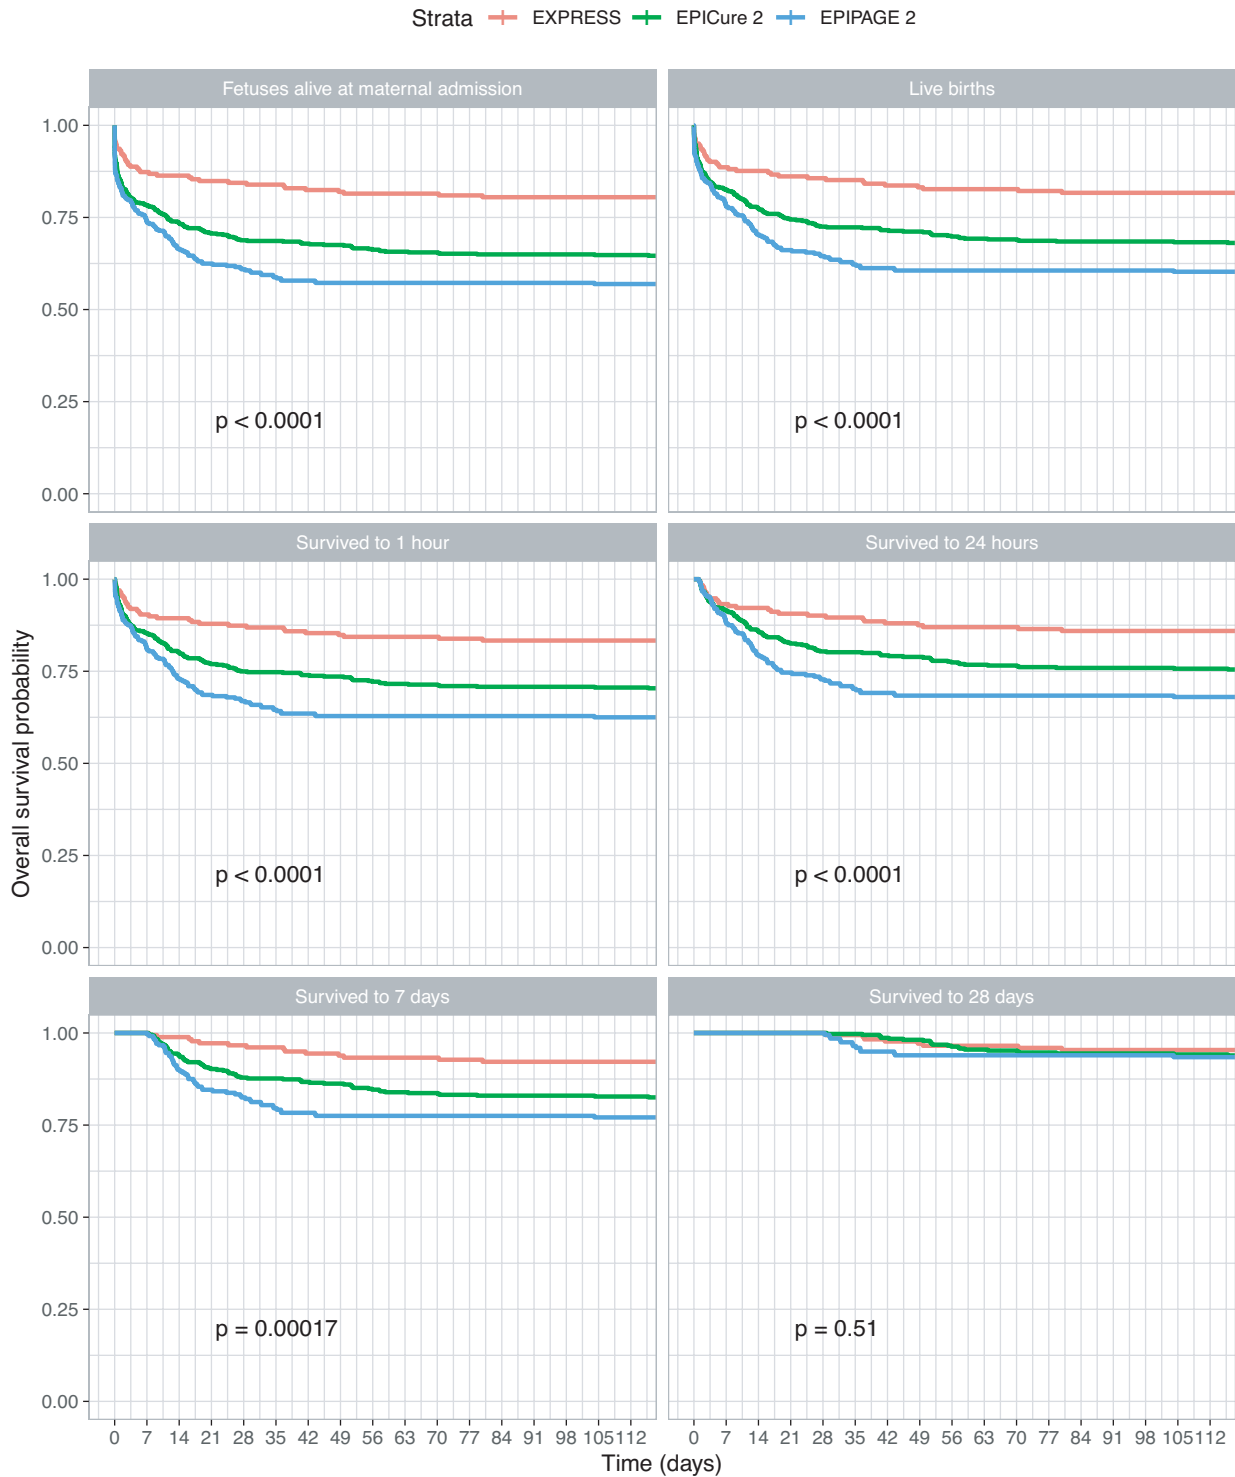 Strata EXPRESS EPICure 2 EPIPAGE 2
Fetuses alive at maternal admission
Live births
1.00
0.75
0.50
0.25
0.00
p < 0.0001
p < 0.0001
Survived to 1 hour
Survived to 24 hours
1.00
0.75
0.50
0.25
0.00
p < 0.0001
p < 0.0001
Overall survival probability
Survived to 7 days
Survived to 28 days
1.00
0.75
0.50
0.25
0.00
p = 0.00017
p = 0.51
0 7 14 21 28 35 42 49 56 63 70 77 84 91 98 105 112
0 7 14 21 28 35 42 49 56 63 70 77 84 91 98 105 112
Time (days)